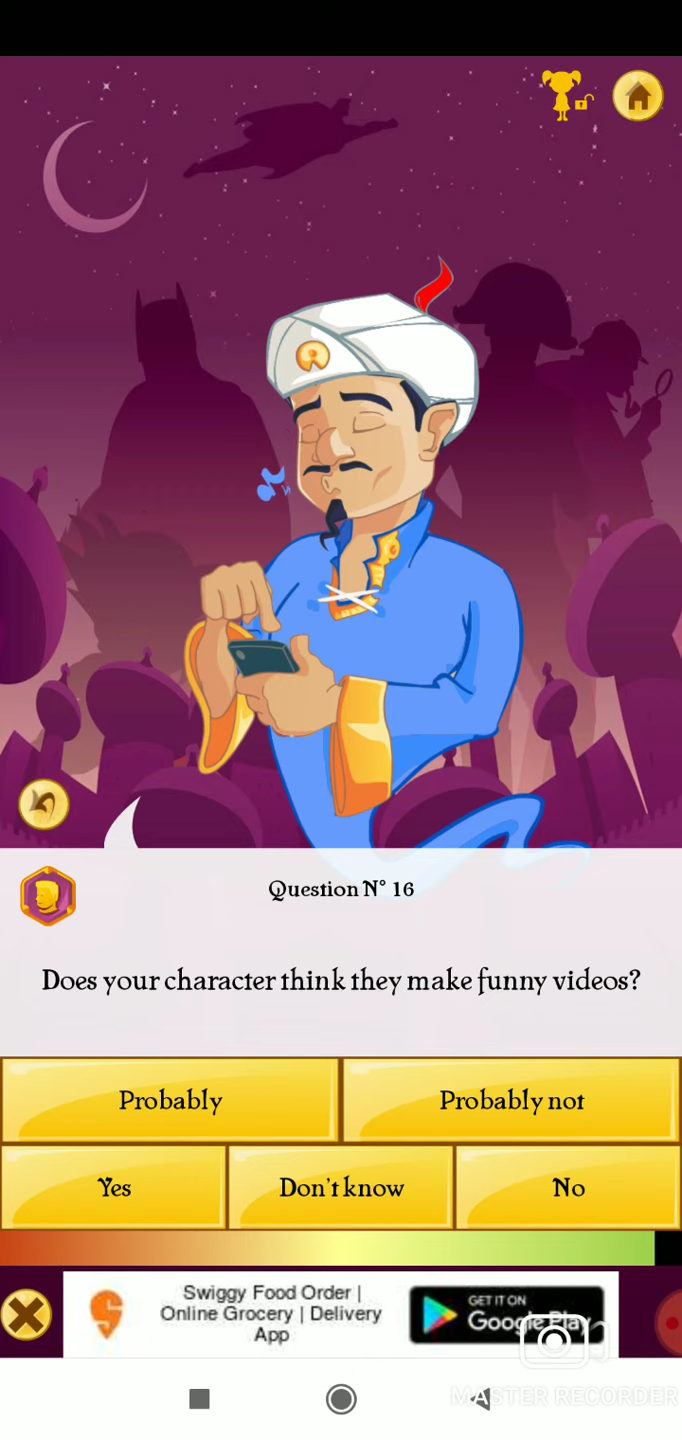 Question N° 16
Does your character think they make funny videos?
Probably
Probably not
Yes
Don't know
No
Swiggy Food Order |
Online Grocery | Delivery
App
GET IT ON
Google Play
MASTER RECORDER